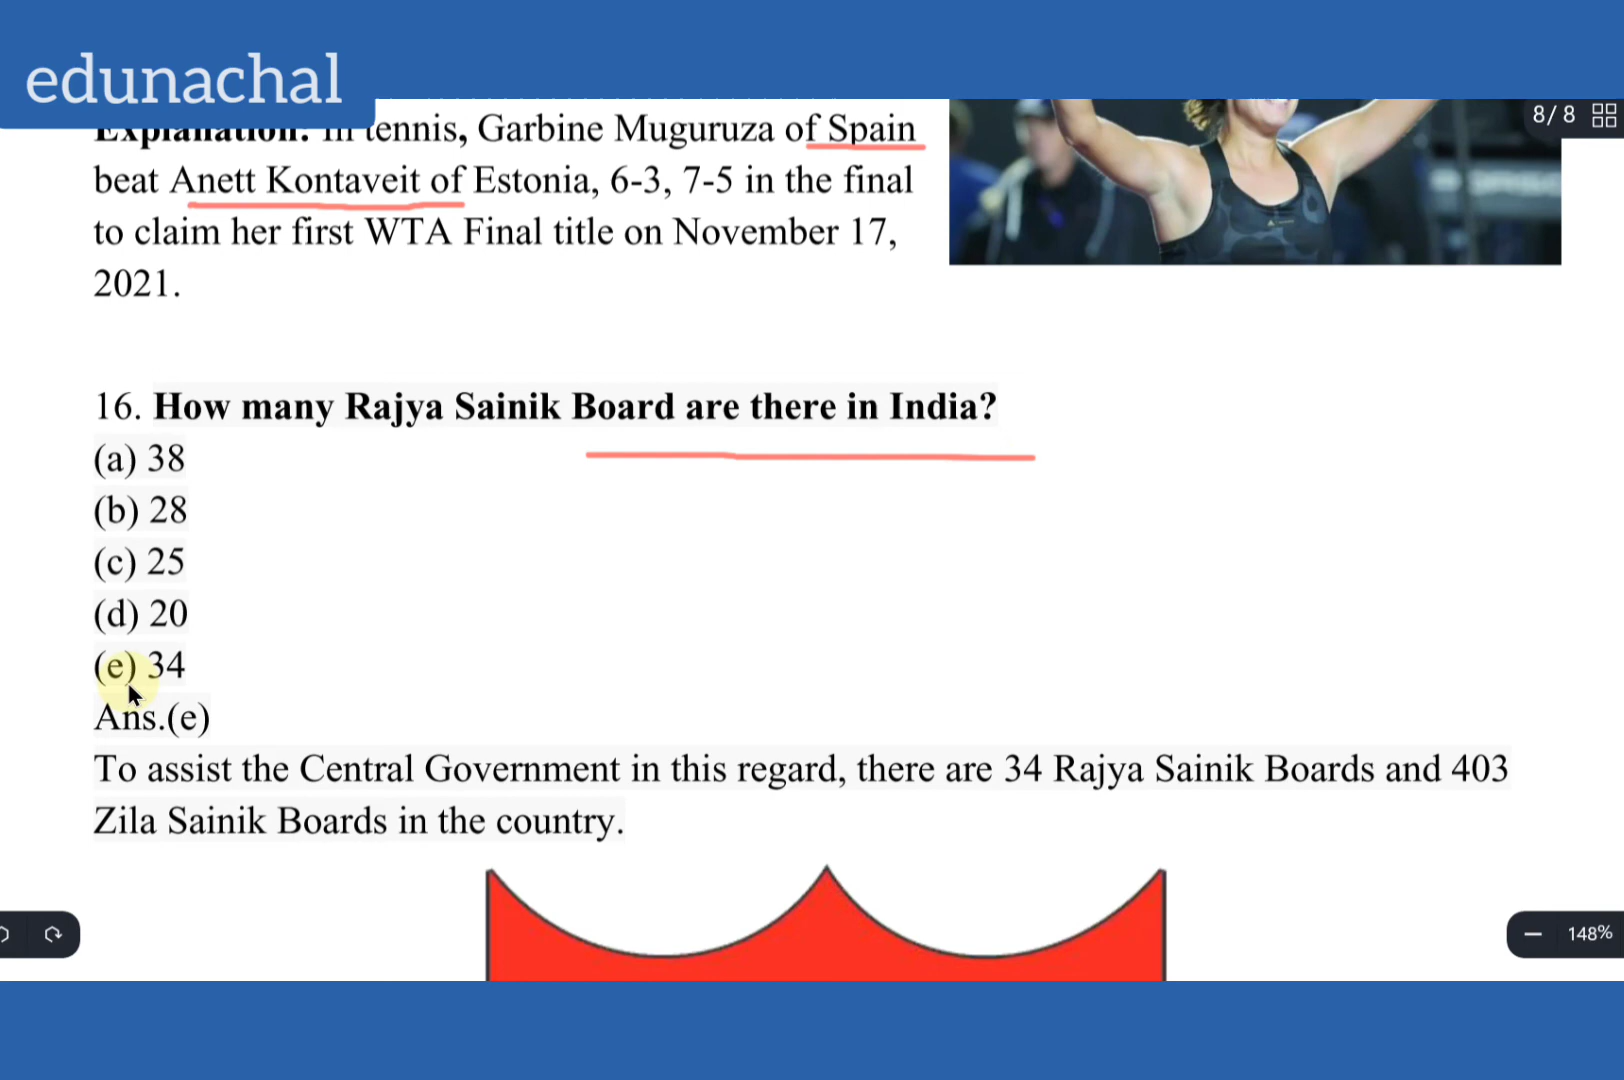 edunachal
8/8
Explanation: In tennis, Garbine Muguruza of Spain
beat Anett Kontaveit of Estonia, 6-3, 7-5 in the final
to claim her first WTA Final title on November 17,
2021.
16. How many Rajya Sainik Board are there in India?
(a) 38
(b) 28
(c) 25
(d) 20
(e) 34
Ans.(e)
To assist the Central Government in this regard, there are 34 Rajya Sainik Boards and 403
Zila Sainik Boards in the country.
148%